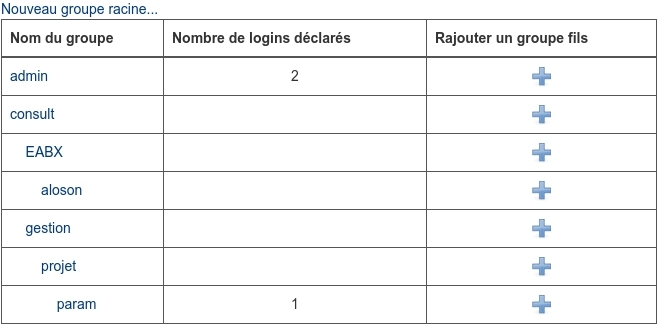 Nouveau groupe racine...
Nom du groupe Nombre de logins déclarés Rajouter un groupe fils
admin 2
consult
EABX
aloson
gestion
projet
param 1